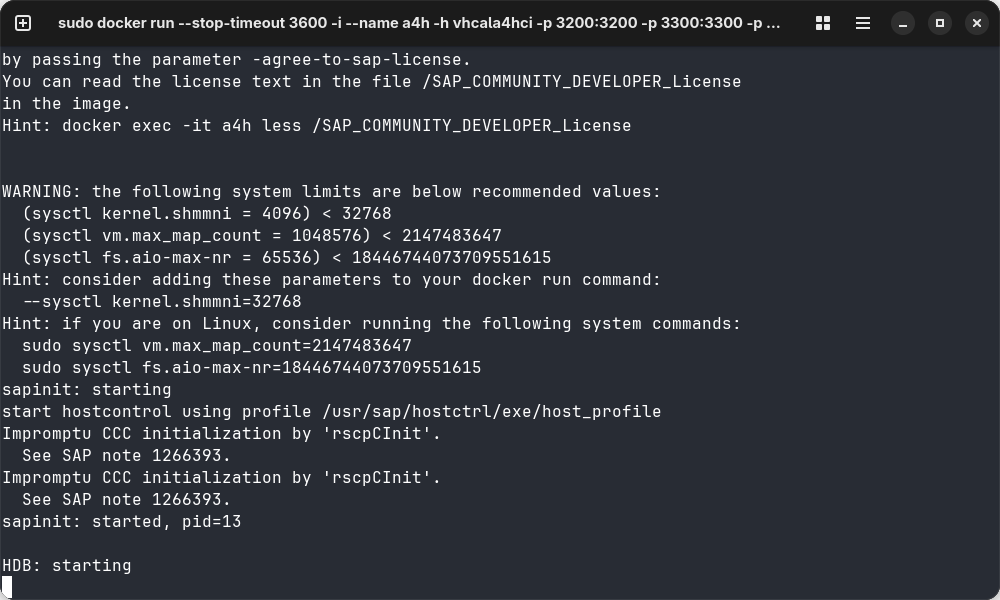 sudo docker run --stop-timeout 3600 -i --name a4h -h vhcala4hci -p 3200:3200 -p 3300:3300 -p ...
by passing the parameter -agree-to-sap-license.
You can read the license text in the file /SAP_COMMUNITY_DEVELOPER_License
in the image.
Hint: docker exec -it a4h less /SAP_COMMUNITY_DEVELOPER_License
WARNING: the following system limits are below recommended values:
  (sysctl kernel.shmmni = 4096) < 32768
  (sysctl vm.max_map_count = 1048576) < 2147483647
  (sysctl fs.aio-max-nr = 65536) < 18446744073709551615
Hint: consider adding these parameters to your docker run command:
  --sysctl kernel.shmmni=32768
Hint: if you are on Linux, consider running the following system commands:
  sudo sysctl vm.max_map_count=2147483647
  sudo sysctl fs.aio-max-nr=18446744073709551615
sapinit: starting
start hostcontrol using profile /usr/sap/hostctrl/exe/host_profile
Impromptu CCC initialization by 'rscpCInit'.
  See SAP note 1266393.
Impromptu CCC initialization by 'rscpCInit'.
  See SAP note 1266393.
sapinit: started, pid=13
HDB: starting